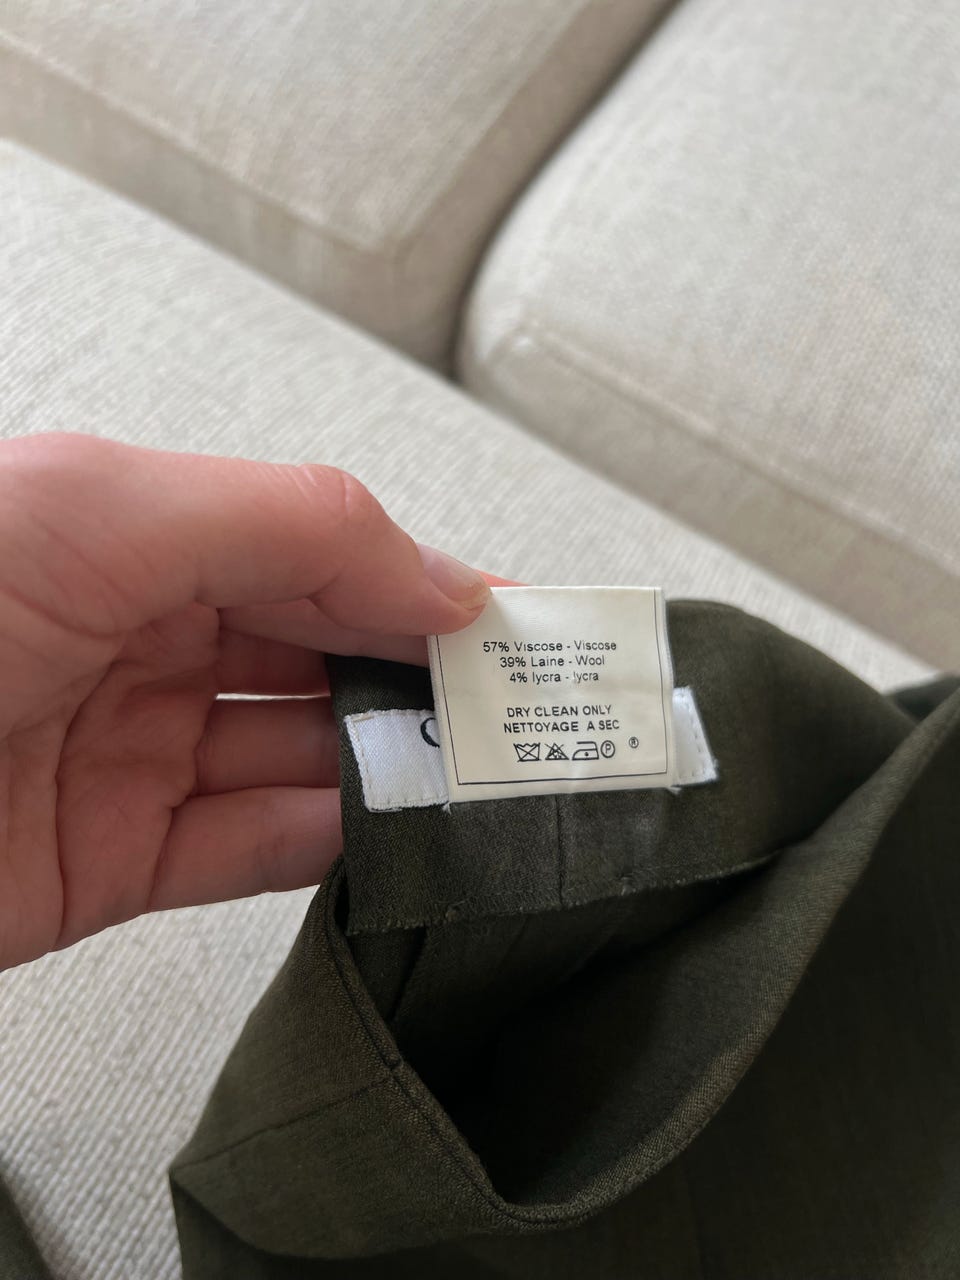 57% Viscose - Viscose
39% Laine - Wool
4% lycra - lycra
DRY CLEAN ONLY
NETTOYAGE A SEC
P ®